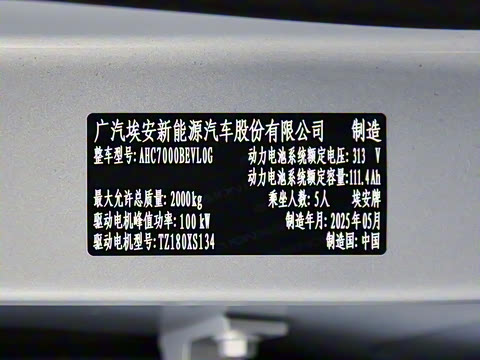 广汽埃安新能源汽车股份有限公司 制造
整车型号: AHC7000BEVL0G 动力电池系统额定电压: 313 V
动力电池系统额定容量: 111.4Ah
最大允许总质量: 2000kg 乘坐人数: 5人 埃安牌
驱动电机峰值功率: 100 kW 制造年月: 2025年05月
驱动电机型号: TZ180XS134 制造国: 中国